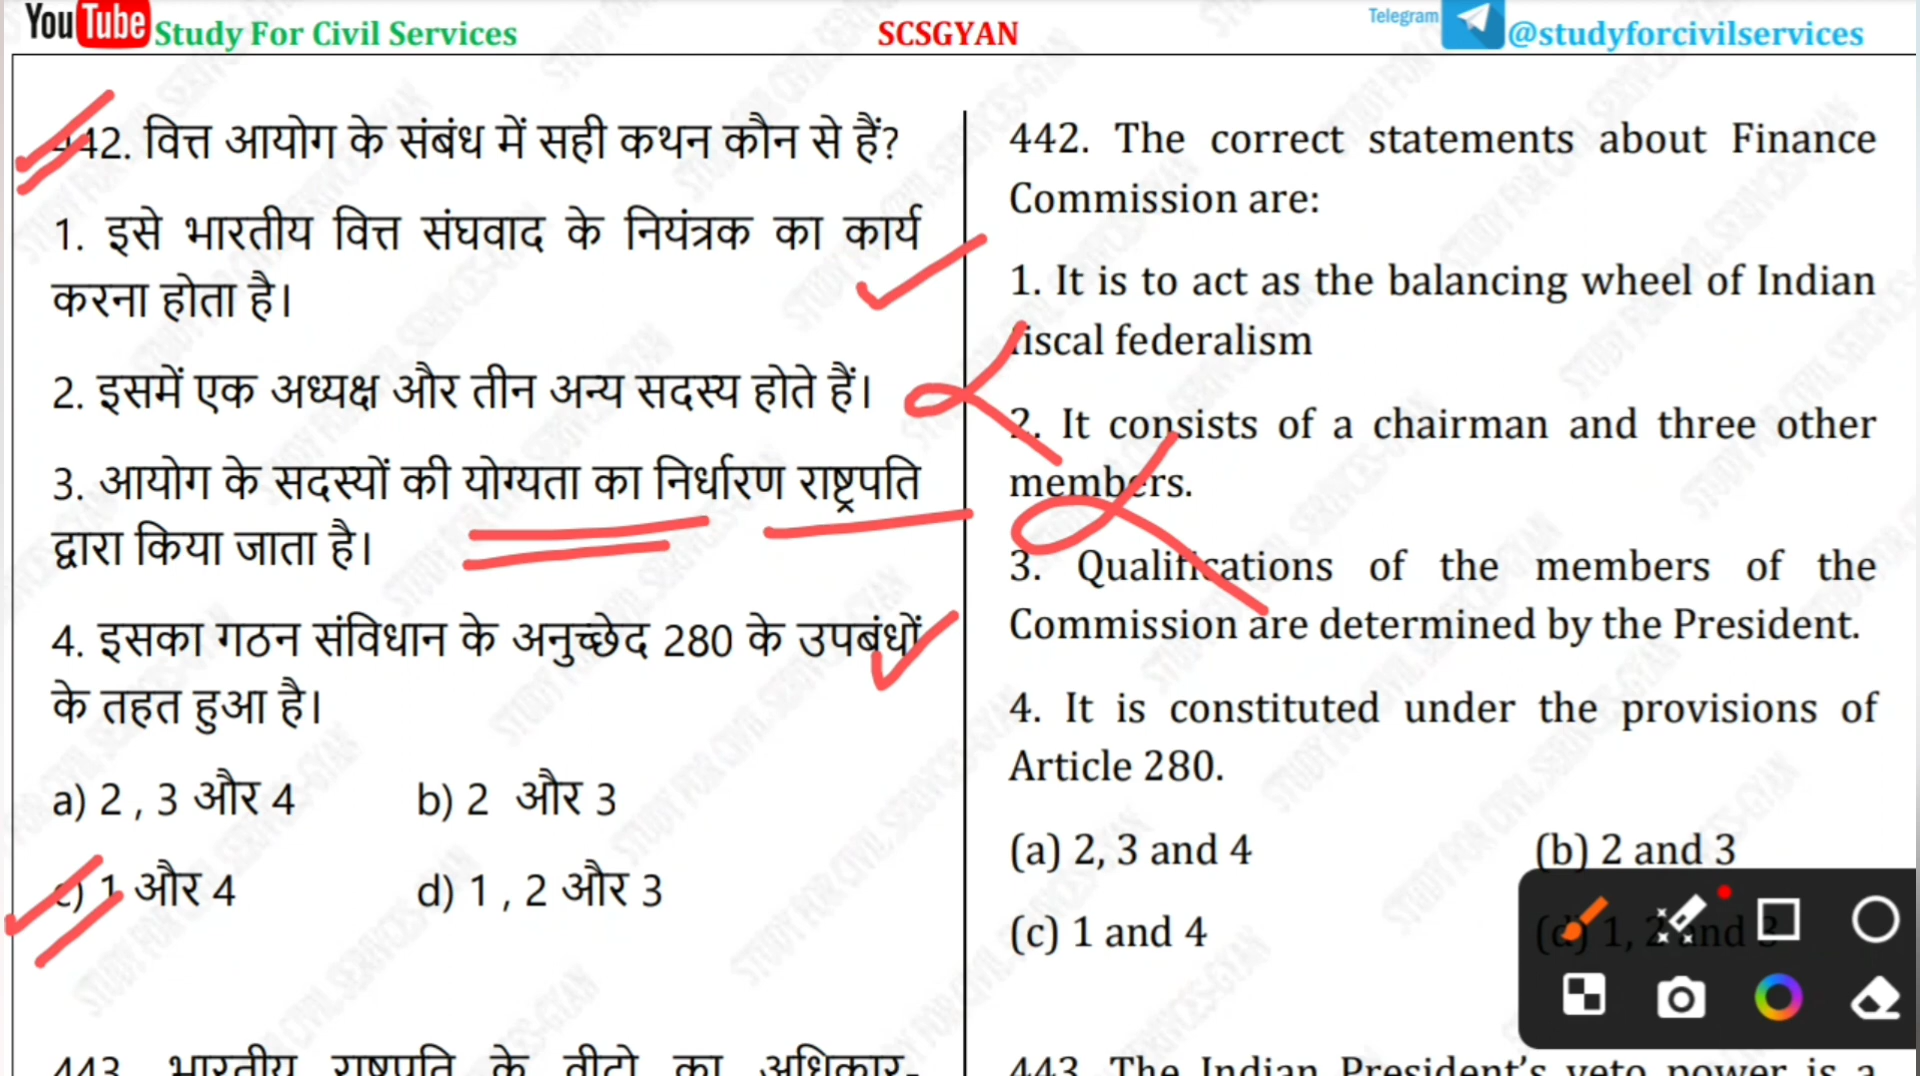 YouTube Study For Civil Services
SCSGYAN
Telegram @studyforcivilservices
442. वित्त आयोग के संबंध में सही कथन कौन से हैं?
1. इसे भारतीय वित्त संघवाद के नियंत्रक का कार्य
करना होता है।
2. इसमें एक अध्यक्ष और तीन अन्य सदस्य होते हैं।
3. आयोग के सदस्यों की योग्यता का निर्धारण राष्ट्रपति
द्वारा किया जाता है।
4. इसका गठन संविधान के अनुच्छेद 280 के उपबंधों
के तहत हुआ है।
a) 2 , 3 और 4 b) 2 और 3
c) 1 और 4 d) 1 , 2 और 3
443. भारतीय राष्ट्रपति के वीटो का अधिकार-
442. The correct statements about Finance
Commission are:
1. It is to act as the balancing wheel of Indian
fiscal federalism
2. It consists of a chairman and three other
members.
3. Qualifications of the members of the
Commission are determined by the President.
4. It is constituted under the provisions of
Article 280.
(a) 2, 3 and 4 (b) 2 and 3
(c) 1 and 4 (d) 1, 2 and 3
443. The Indian President's veto power is a